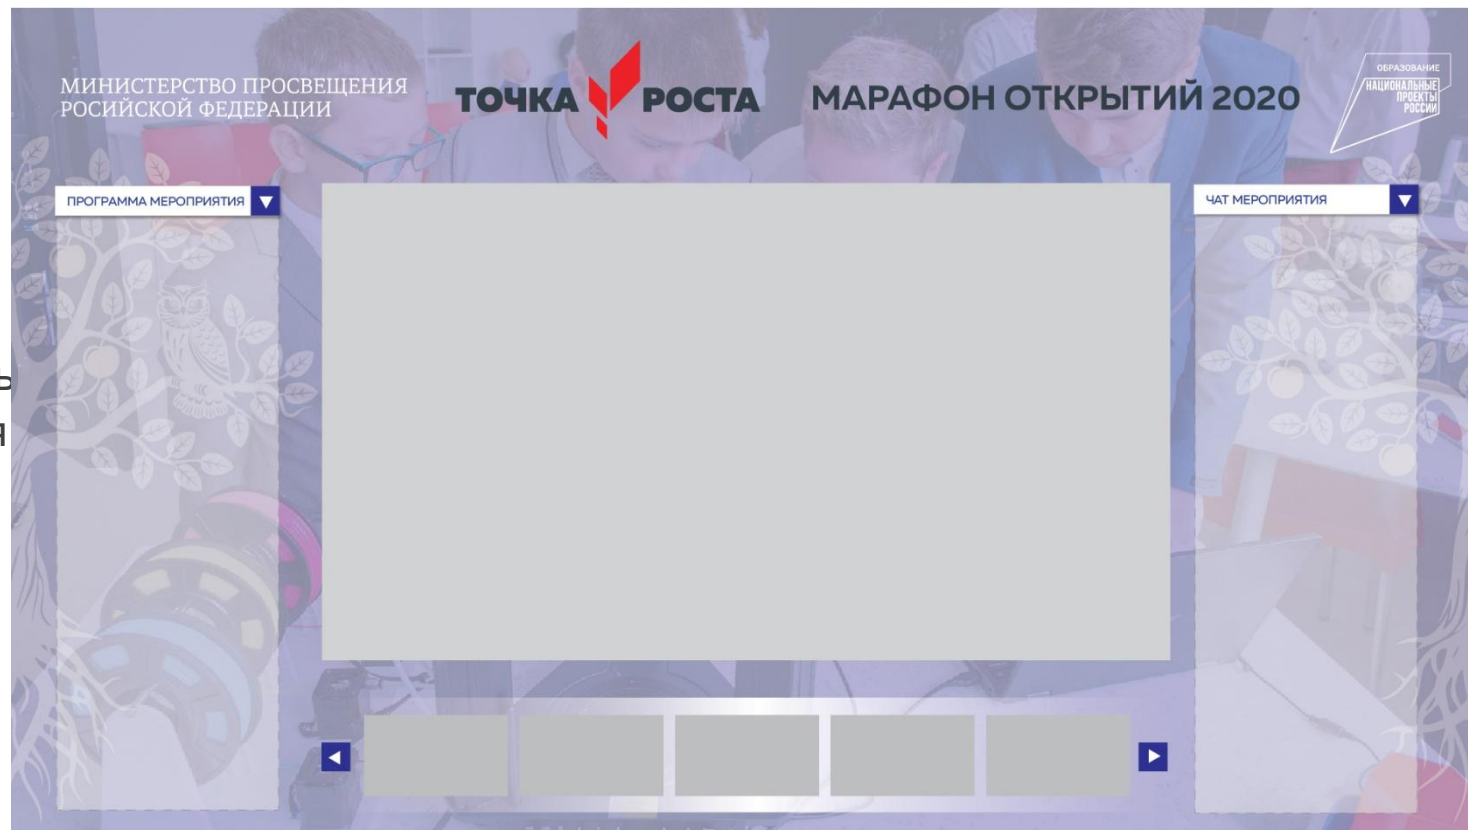 МИНИСТЕРСТВО ПРОСВЕЩЕНИЯ
РОСИЙСКОЙ ФЕДЕРАЦИИ
ТОЧКА РОСТА
МАРАФОН ОТКРЫТИЙ 2020
ОБРАЗОВАНИЕ
НАЦИОНАЛЬНЫЕ
ПРОЕКТЫ
РОССИИ
ПРОГРАММА МЕРОПРИЯТИЯ
ЧАТ МЕРОПРИЯТИЯ